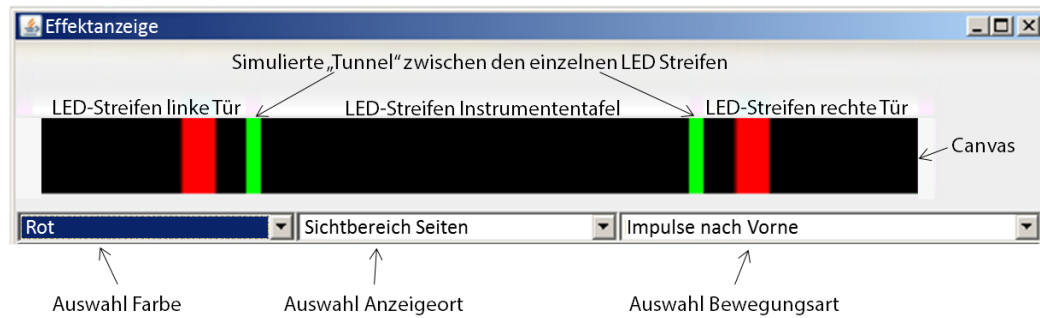 Effektanzeige
Simulierte „Tunnel“ zwischen den einzelnen LED Streifen
LED-Streifen linke Tür
LED-Streifen Instrumententafel
LED-Streifen rechte Tür
Canvas
Rot
Sichtbereich Seiten
Impulse nach Vorne
Auswahl Farbe
Auswahl Anzeigeort
Auswahl Bewegungsart